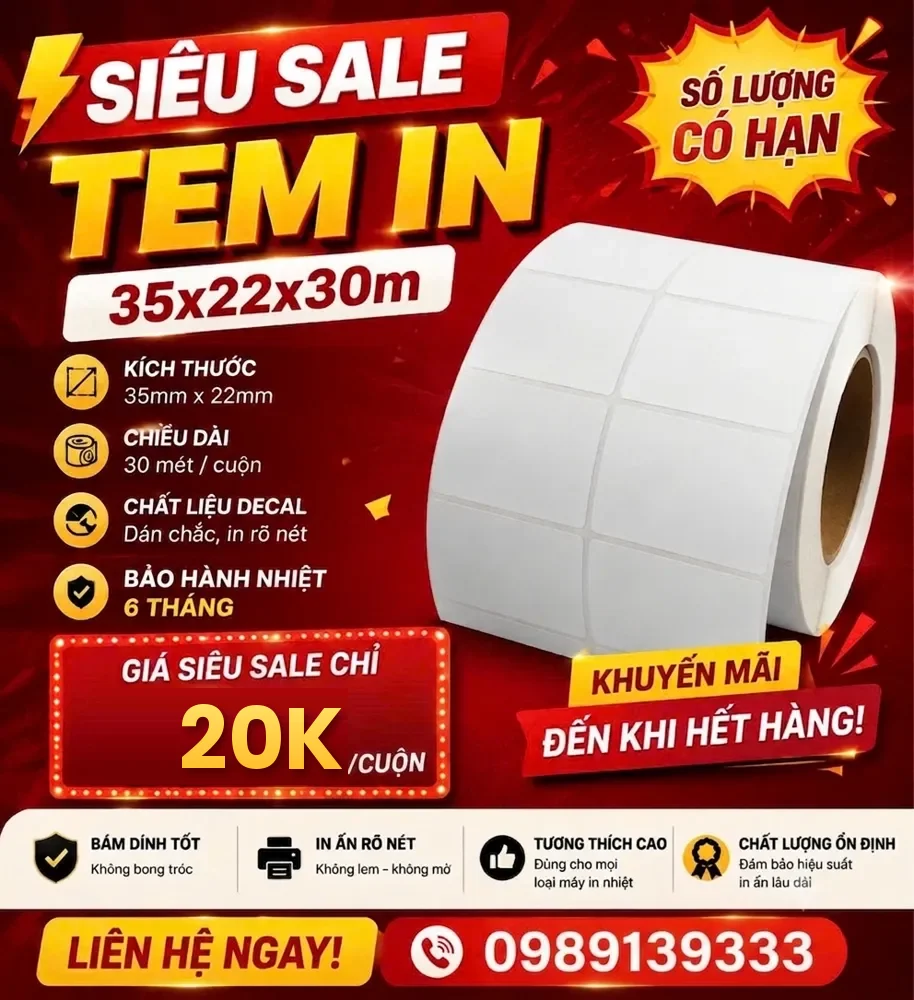 SIÊU SALE
SỐ LƯỢNG
CÓ HẠN
TEM IN
35x22x30m
KÍCH THƯỚC
35mm x 22mm
CHIỀU DÀI
30 mét / cuộn
CHẤT LIỆU DECAL
Dán chắc, in rõ nét
BẢO HÀNH NHIỆT
6 THÁNG
GIÁ SIÊU SALE CHỈ
20K/CUỘN
KHUYẾN MÃI
ĐẾN KHI HẾT HÀNG!
BÁM DÍNH TỐT
Không bong tróc
IN ẤN RÕ NÉT
Không lem - không mờ
TƯƠNG THÍCH CAO
Dùng cho mọi
loại máy in nhiệt
CHẤT LƯỢNG ỔN ĐỊNH
Đảm bảo hiệu suất
in ấn lâu dài
LIÊN HỆ NGAY!
0989139333